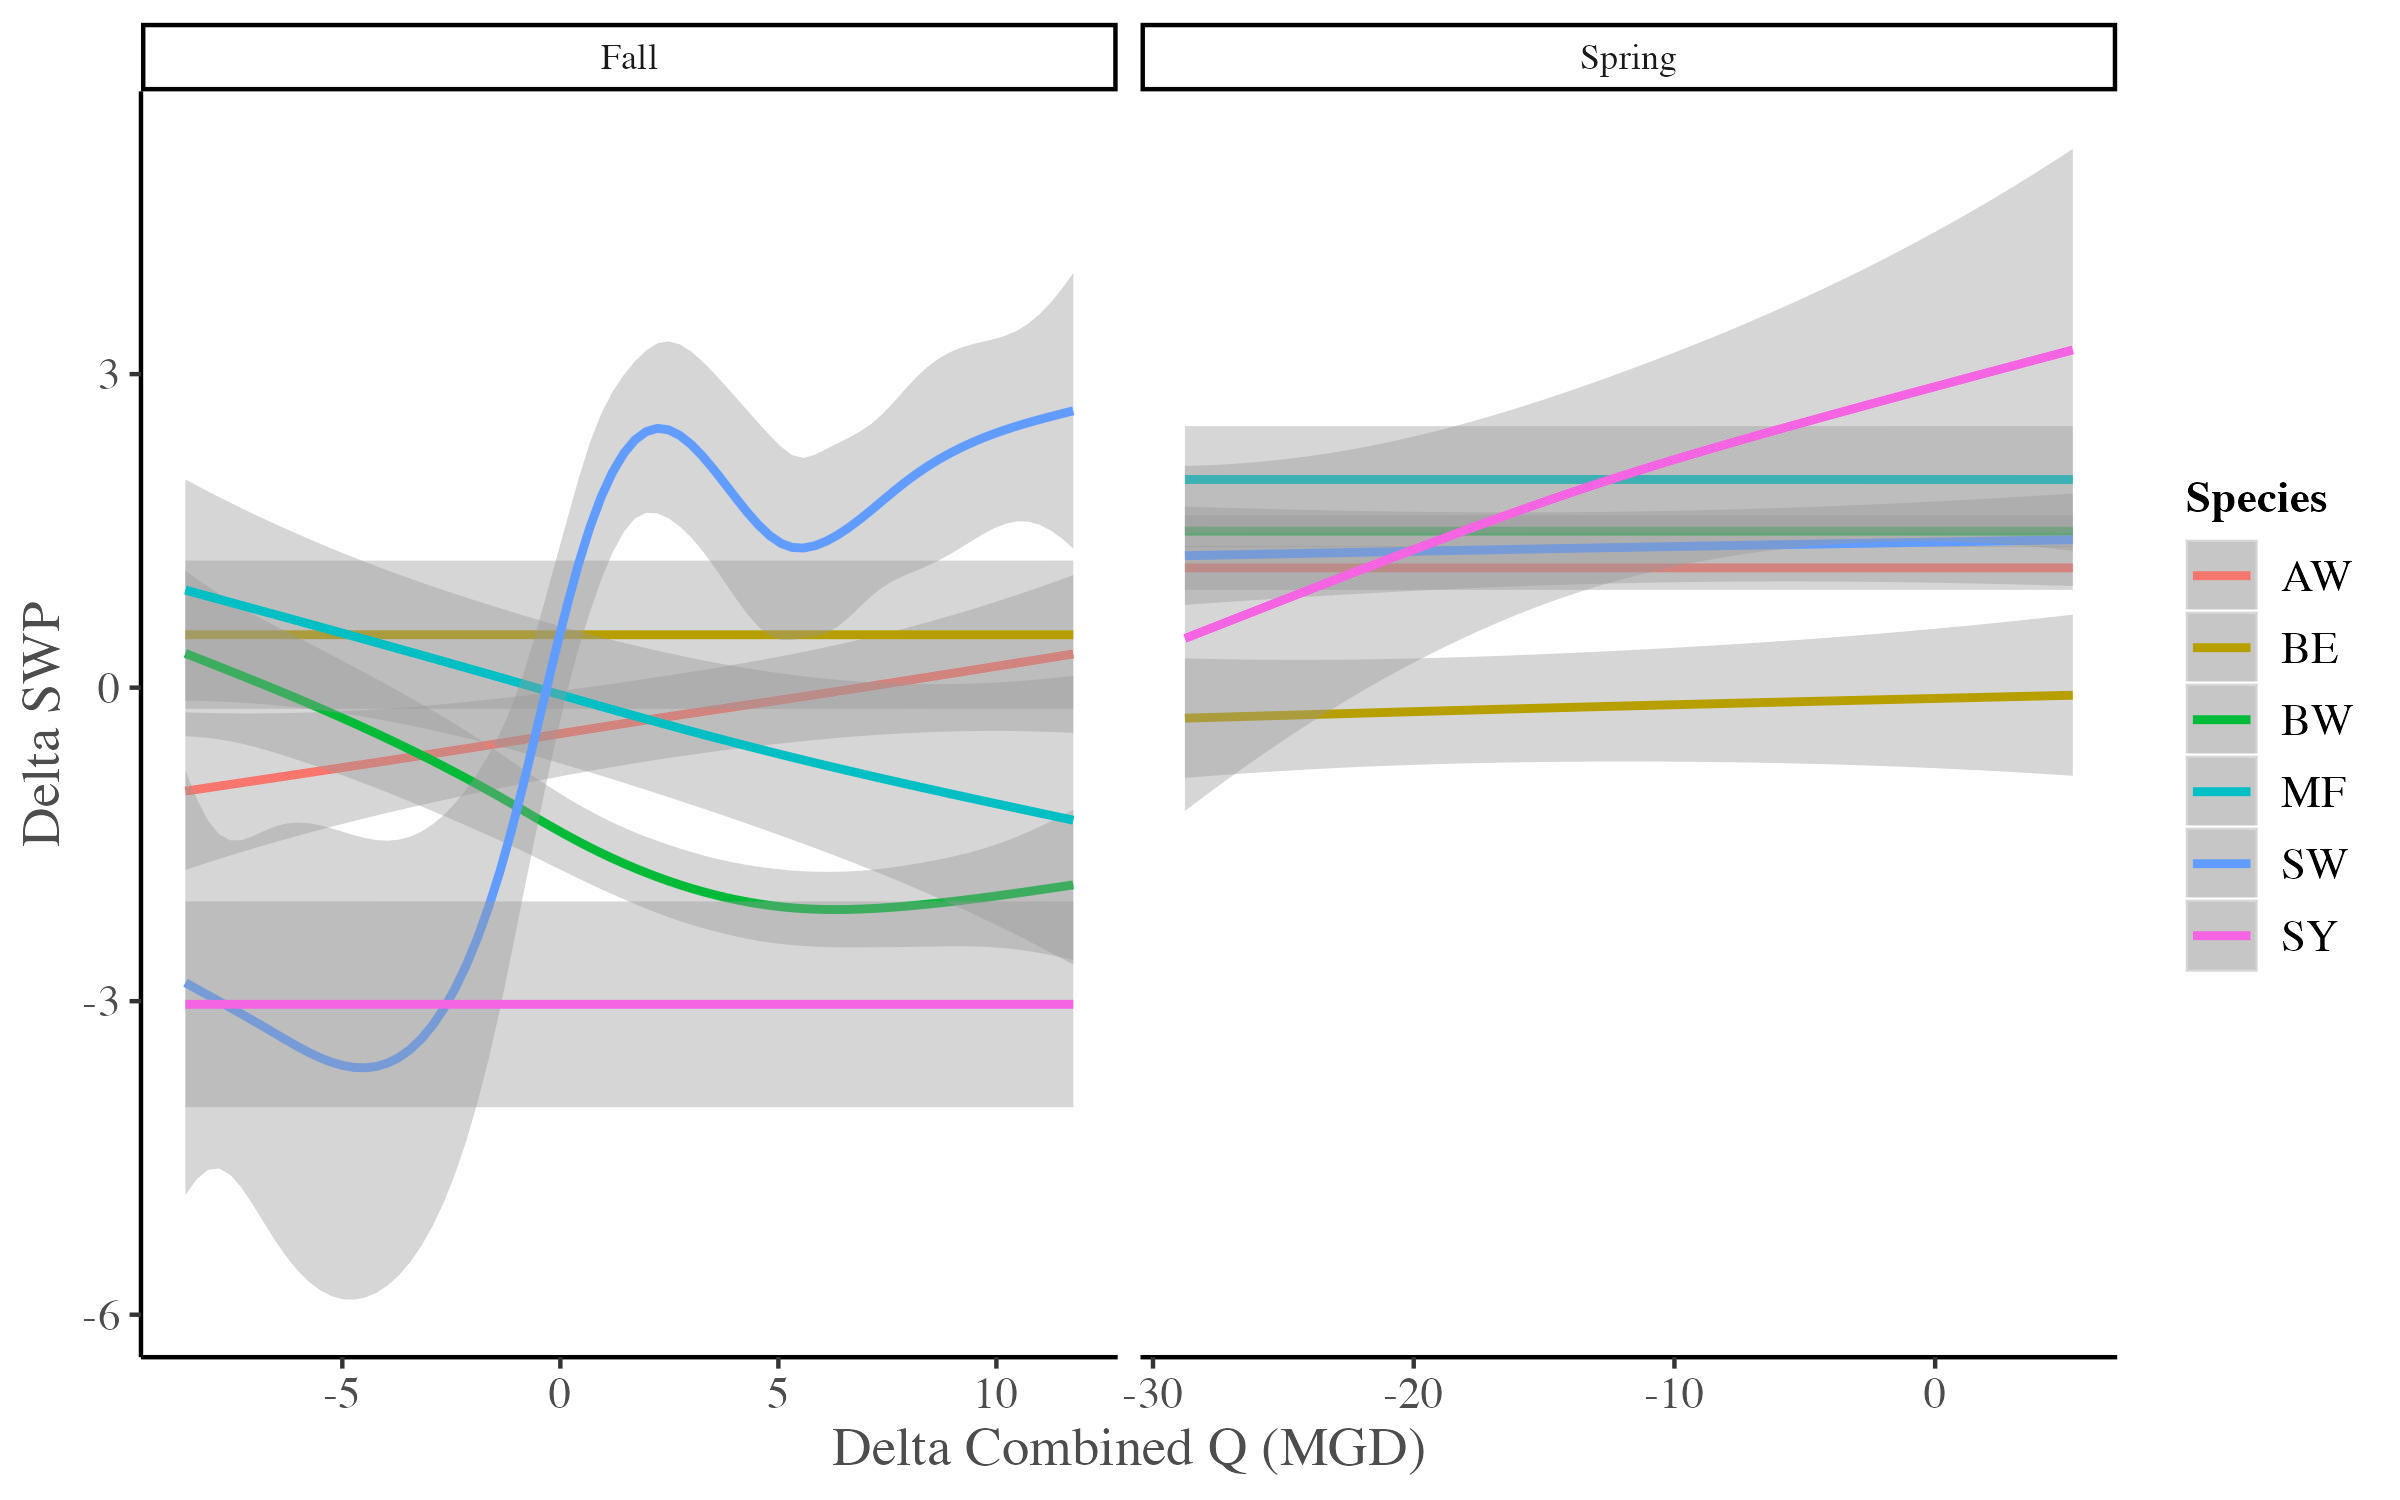 Fall
Spring
Delta SWP
3
0
-3
-6
-5
0
5
10
-30
-20
-10
0
Delta Combined Q (MGD)
Species
AW
BE
BW
MF
SW
SY